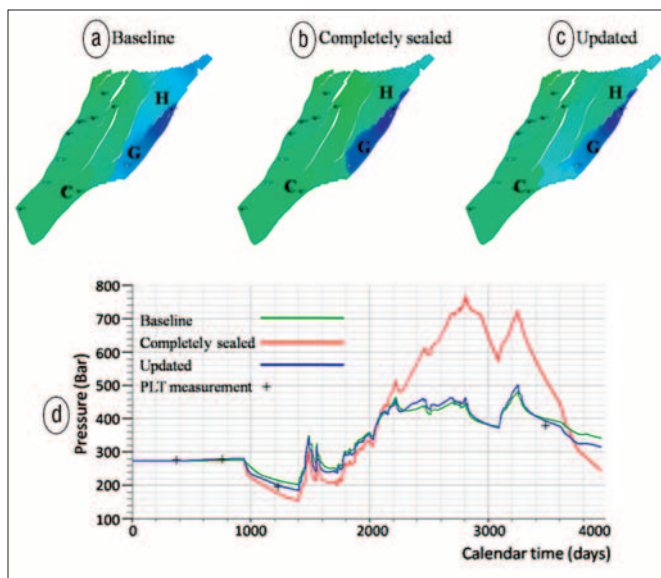 a Baseline
b Completely sealed
c Updated
H
G
C
H
G
C
H
G
C
d
Pressure (Bar)
800
700
600
500
400
300
200
100
Baseline
Completely sealed
Updated
PLT measurement +
0 1000 2000 3000 4000
Calendar time (days)